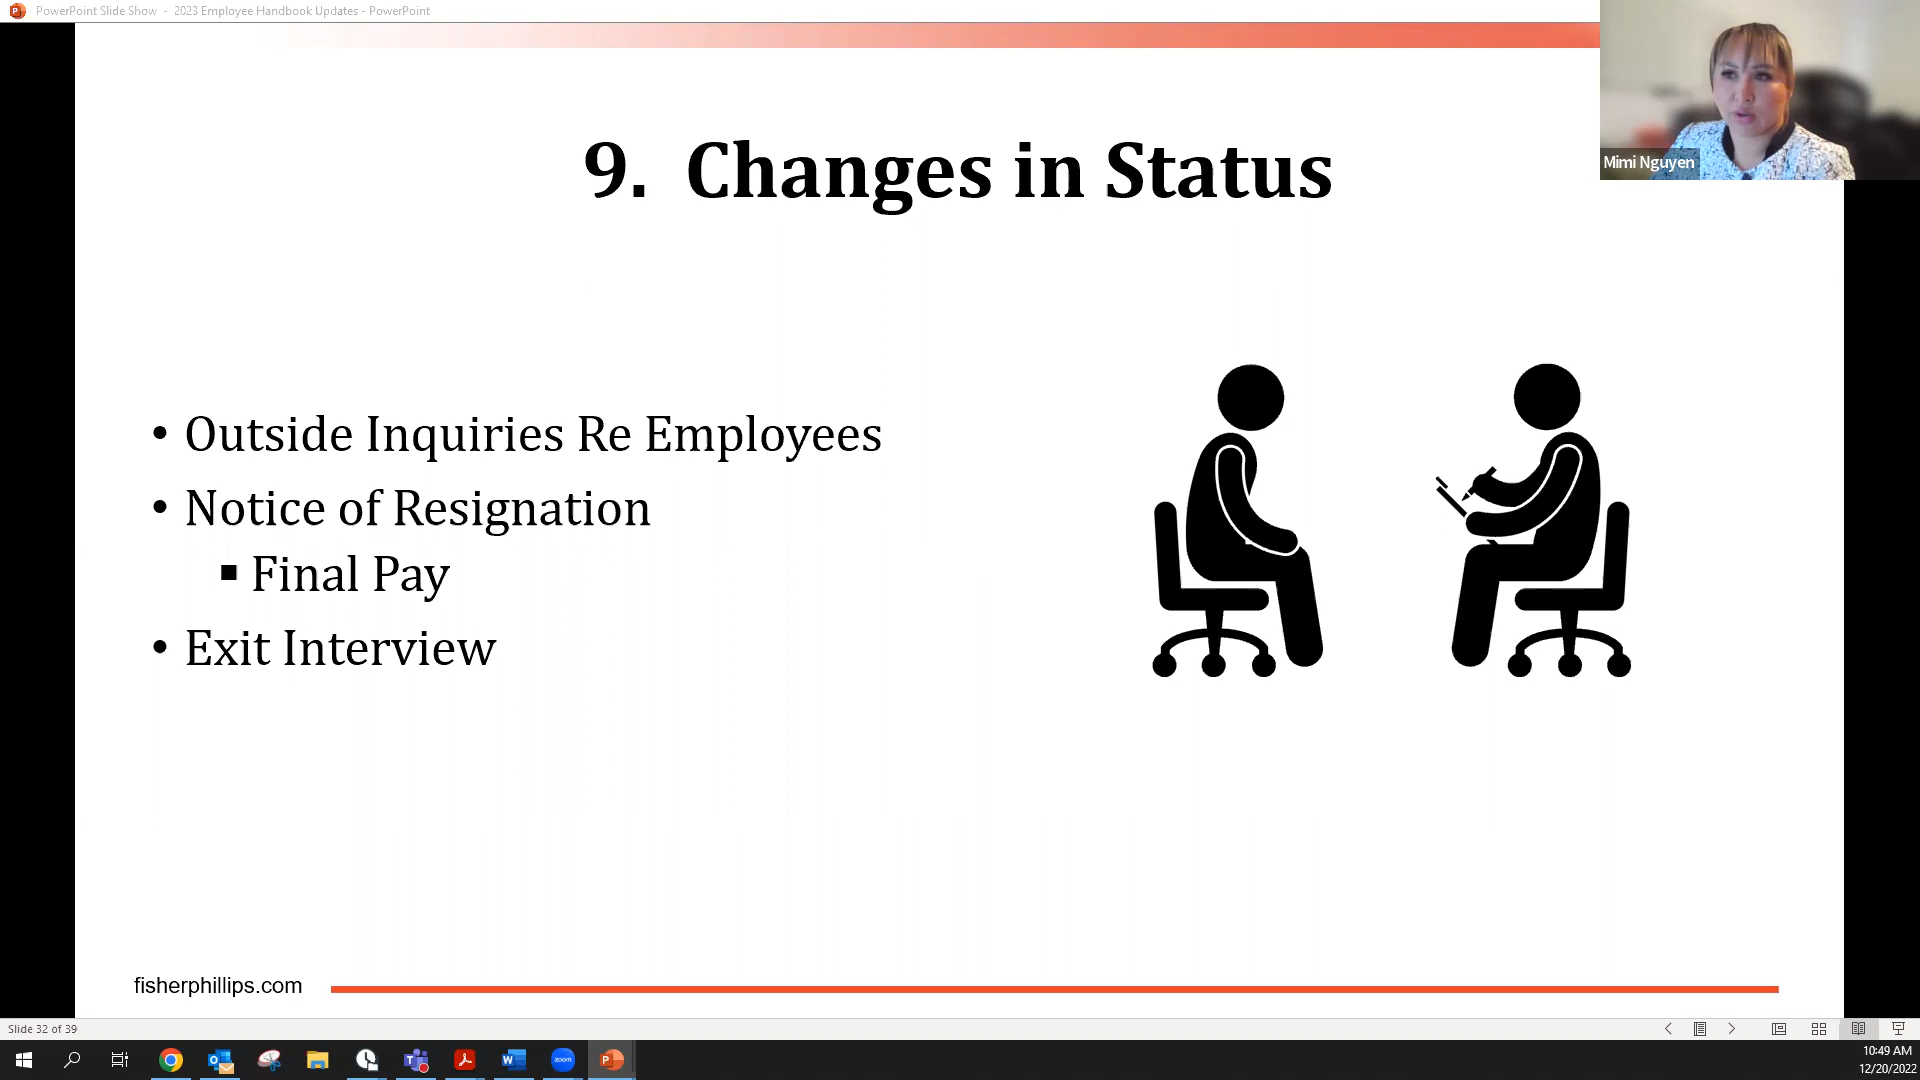 PowerPoint Slide Show - 2023 Employee Handbook Updates - PowerPoint
Mimi Nguyen
9. Changes in Status
• Outside Inquiries Re Employees
• Notice of Resignation
▪ Final Pay
• Exit Interview
fisherphillips.com
Slide 32 of 39
zoom
10:49 AM
12/20/2022